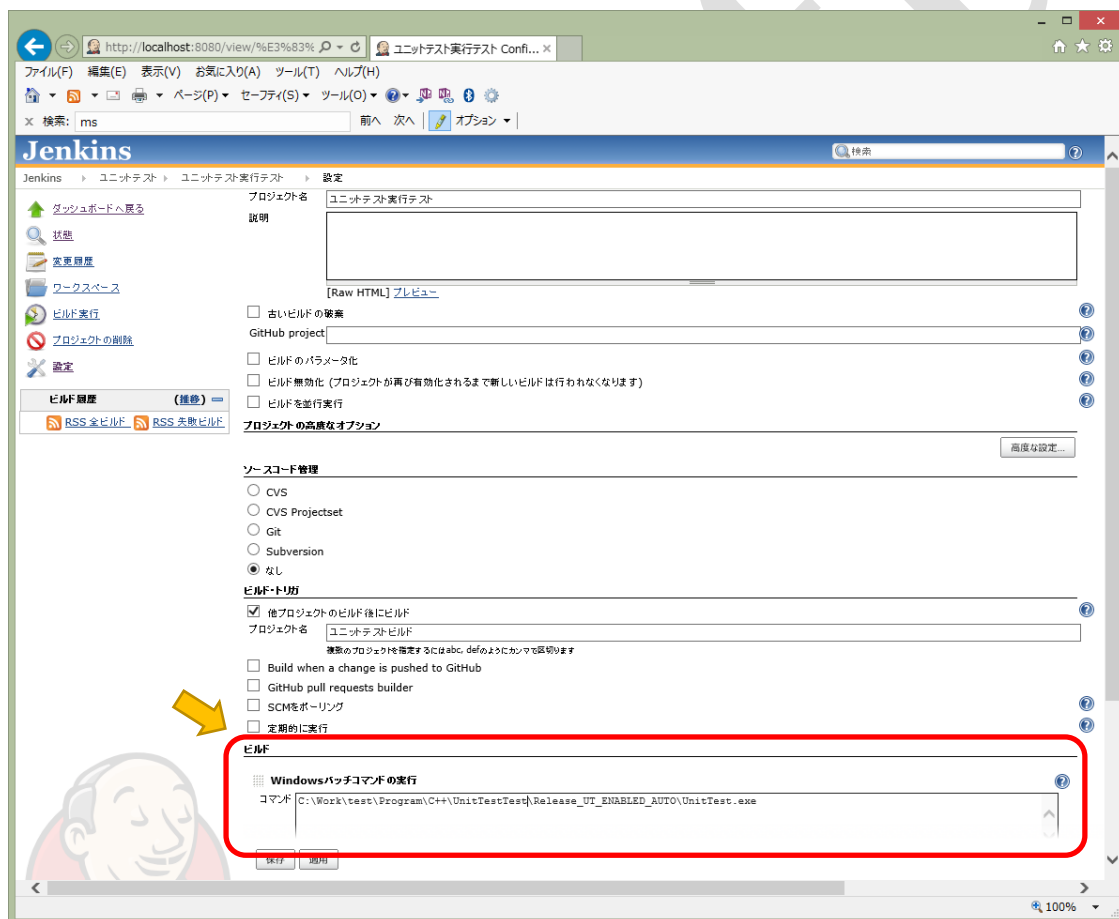 http://localhost:8080/view/%E3%83%
ユニットテスト実行テスト Confi...
ファイル(F) 編集(E) 表示(V) お気に入り(A) ツール(T) ヘルプ(H)
ページ(P) セーフティ(S) ツール(O)
× 検索: ms 前へ 次へ オプション
Jenkins
検索
Jenkins ユニットテスト ユニットテスト実行テスト 設定
ダッシュボードへ戻る
状態
変更履歴
ワークスペース
ビルド実行
プロジェクトの削除
設定
ビルド履歴 (推移)
RSS 全ビルド RSS 失敗ビルド
プロジェクト名 ユニットテスト実行テスト
説明
[Raw HTML] プレビュー
古いビルドの破棄
GitHub project
ビルドのパラメータ化
ビルド無効化 (プロジェクトが再び有効化されるまで新しいビルドは行われなくなります)
ビルドを並行実行
プロジェクトの高度なオプション
高度な設定...
ソースコード管理
CVS
CVS Projectset
Git
Subversion
なし
ビルド・トリガ
他プロジェクトのビルド後にビルド
プロジェクト名 ユニットテストビルド
複数のプロジェクトを指定するにはabc, defのようにカンマで区切ります
Build when a change is pushed to GitHub
GitHub pull requests builder
SCMをポーリング
定期的に実行
ビルド
Windowsバッチコマンドの実行
コマンド C:\Work\test\Program\C++\UnitTestTest\Release_UT_ENABLED_AUTO\UnitTest.exe
保存 適用
100%